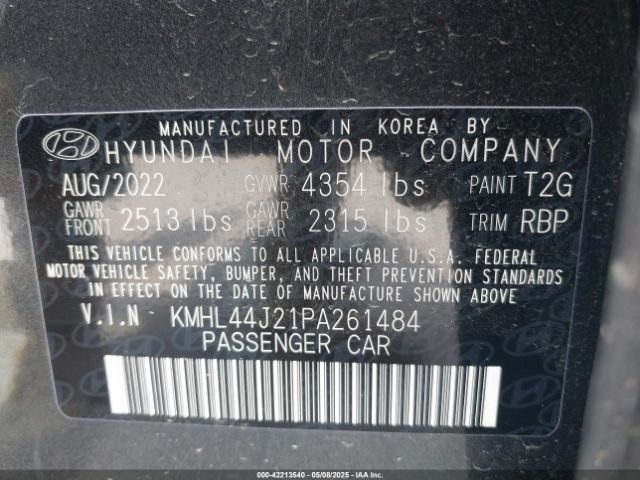 MANUFACTURED IN KOREA BY
HYUNDAI MOTOR COMPANY
AUG/2022 GVWR 4354 lbs PAINT T2G
GAWR FRONT 2513 lbs GAWR REAR 2315 lbs TRIM RBP
THIS VEHICLE CONFORMS TO ALL APPLICABLE U.S.A. FEDERAL
MOTOR VEHICLE SAFETY, BUMPER, AND THEFT PREVENTION STANDARDS
IN EFFECT ON THE DATE OF MANUFACTURE SHOWN ABOVE.
V.I.N KMHL44J21PA261484
PASSENGER CAR
000-42213540 - 05/08/2025 - IAA Inc.